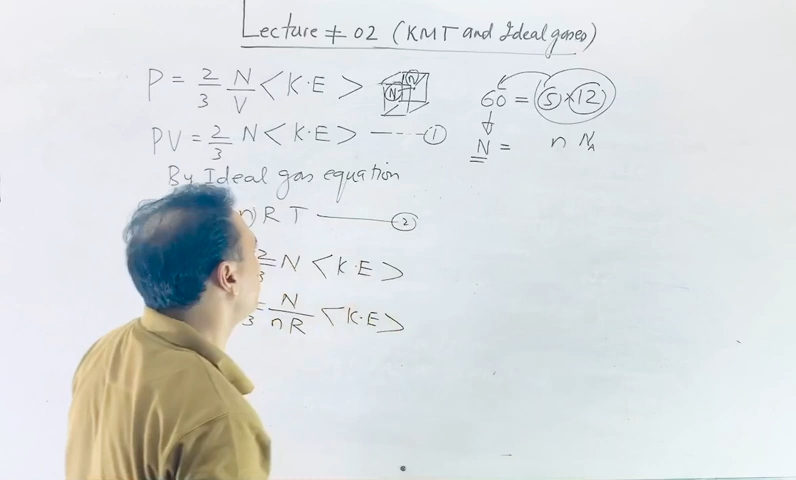 Lecture # 02 (KMT and Ideal gases)
P = 2/3 N/V <K·E>
N n
60 = 5 × 12
PV = 2/3 N <K·E> --- ①
N = n N_A
By Ideal gas equation
n) R T —— ②
2/3 N <K·E>
= N/nR <K·E>
3